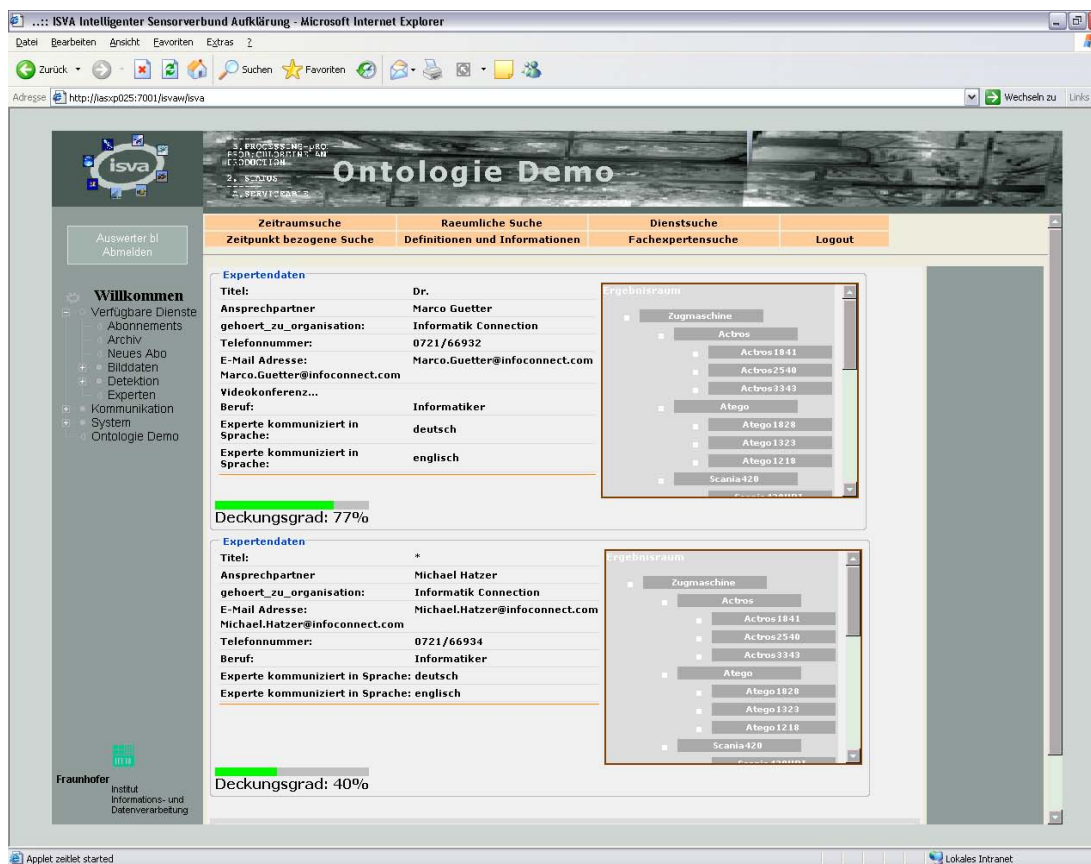 ..:: ISVA Intelligenter Sensorverbund Aufklärung - Microsoft Internet Explorer
Datei Bearbeiten Ansicht Favoriten Extras ?
Zurück Suchen Favoriten
Adresse http://iasxp025:7001/isvaw/isva Wechseln zu Links
isva
Ontologie Demo
2. STATUS
Zeitraumsuche Raeumliche Suche Dienstsuche
Zeitpunkt bezogene Suche Definitionen und Informationen Fachexpertensuche Logout
Auswerter bl
Abmelden
Willkommen
Verfügbare Dienste
Abonnements
Archiv
Neues Abo
Bilddaten
Detektion
Experten
Kommunikation
System
Ontologie Demo
Expertendaten
Titel: Dr.
Ansprechpartner Marco Guetter
gehoert_zu_organisation: Informatik Connection
Telefonnummer: 0721/66932
E-Mail Adresse: Marco.Guetter@infoconnect.com
Marco.Guetter@infoconnect.com
Videokonferenz...
Beruf: Informatiker
Experte kommuniziert in
Sprache: deutsch
Experte kommuniziert in
Sprache: englisch
Deckungsgrad: 77%
Ergebnisraum
Zugmaschine
Actros
Actros1841
Actros2540
Actros3343
Atego
Atego1828
Atego1323
Atego1218
Scania420
Expertendaten
Titel: *
Ansprechpartner Michael Hatzer
gehoert_zu_organisation: Informatik Connection
E-Mail Adresse: Michael.Hatzer@infoconnect.com
Michael.Hatzer@infoconnect.com
Telefonnummer: 0721/66934
Beruf: Informatiker
Experte kommuniziert in Sprache: deutsch
Experte kommuniziert in Sprache: englisch
Deckungsgrad: 40%
Ergebnisraum
Zugmaschine
Actros
Actros1841
Actros2540
Actros3343
Atego
Atego1828
Atego1323
Atego1218
Scania420
Fraunhofer
Institut
Informations- und
Datenverarbeitung
Applet zeitlet started Lokales Intranet